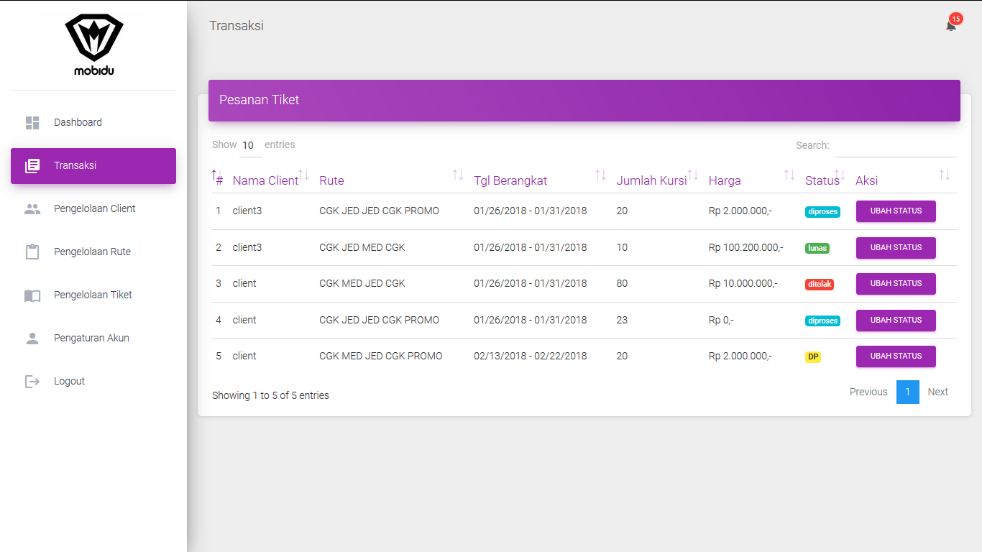 mobidu
Transaksi
15
Dashboard
Transaksi
Pengelolaan Client
Pengelolaan Rute
Pengelolaan Tiket
Pengaturan Akun
Logout
Pesanan Tiket
Show 10 entries Search:
# Nama Client Rute Tgl Berangkat Jumlah Kursi Harga Status Aksi
1 client3 CGK JED JED CGK PROMO 01/26/2018 - 01/31/2018 20 Rp 2.000.000,- diproses UBAH STATUS
2 client3 CGK JED MED CGK 01/26/2018 - 01/31/2018 10 Rp 100.200.000,- lunas UBAH STATUS
3 client CGK MED JED CGK 01/26/2018 - 01/31/2018 80 Rp 10.000.000,- ditolak UBAH STATUS
4 client CGK JED JED CGK PROMO 01/26/2018 - 01/31/2018 23 Rp 0,- diproses UBAH STATUS
5 client CGK MED JED CGK PROMO 02/13/2018 - 02/22/2018 20 Rp 2.000.000,- DP UBAH STATUS
Showing 1 to 5 of 5 entries
Previous 1 Next